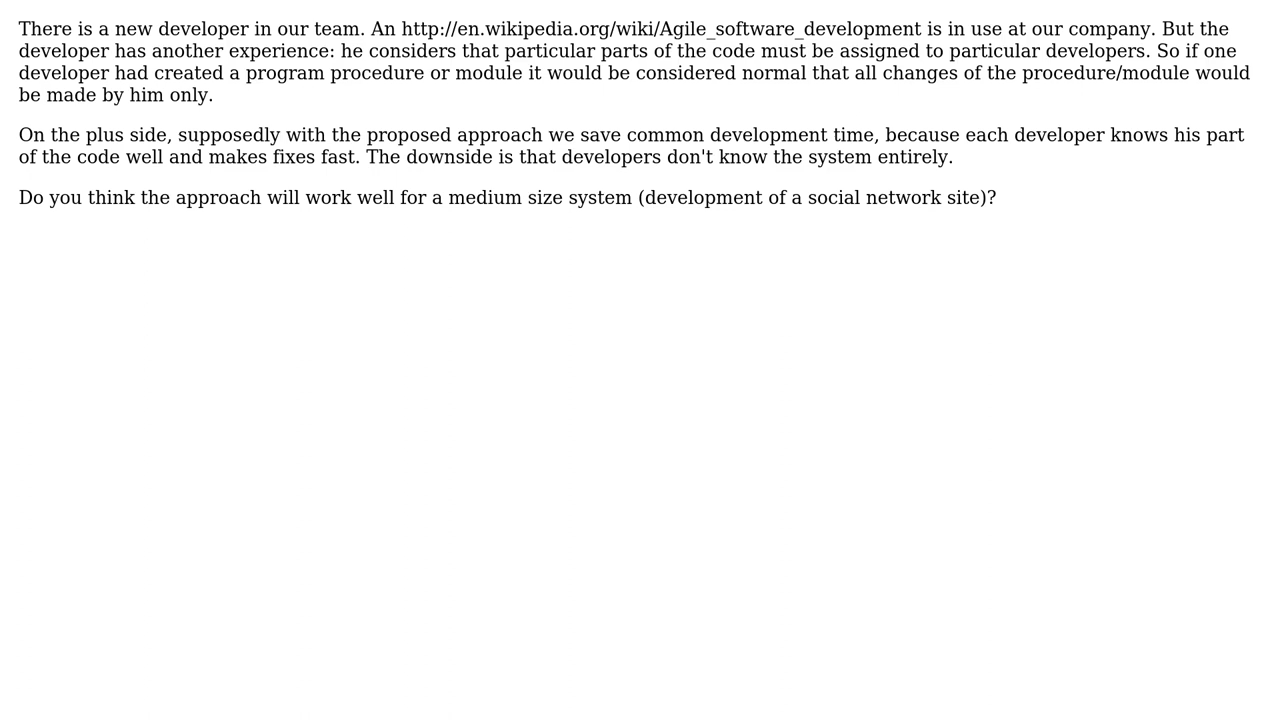 There is a new developer in our team. An http://en.wikipedia.org/wiki/Agile_software_development is in use at our company. But the
developer has another experience: he considers that particular parts of the code must be assigned to particular developers. So if one
developer had created a program procedure or module it would be considered normal that all changes of the procedure/module would
be made by him only.
On the plus side, supposedly with the proposed approach we save common development time, because each developer knows his part
of the code well and makes fixes fast. The downside is that developers don't know the system entirely.
Do you think the approach will work well for a medium size system (development of a social network site)?